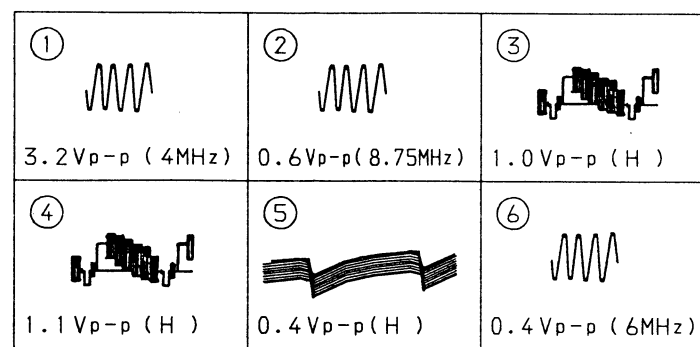 ① ② ③
3.2Vp-p (4MHz) 0.6Vp-p(8.75MHz) 1.0Vp-p (H)
④ ⑤ ⑥
1.1Vp-p (H) 0.4Vp-p(H) 0.4Vp-p(6MHz)